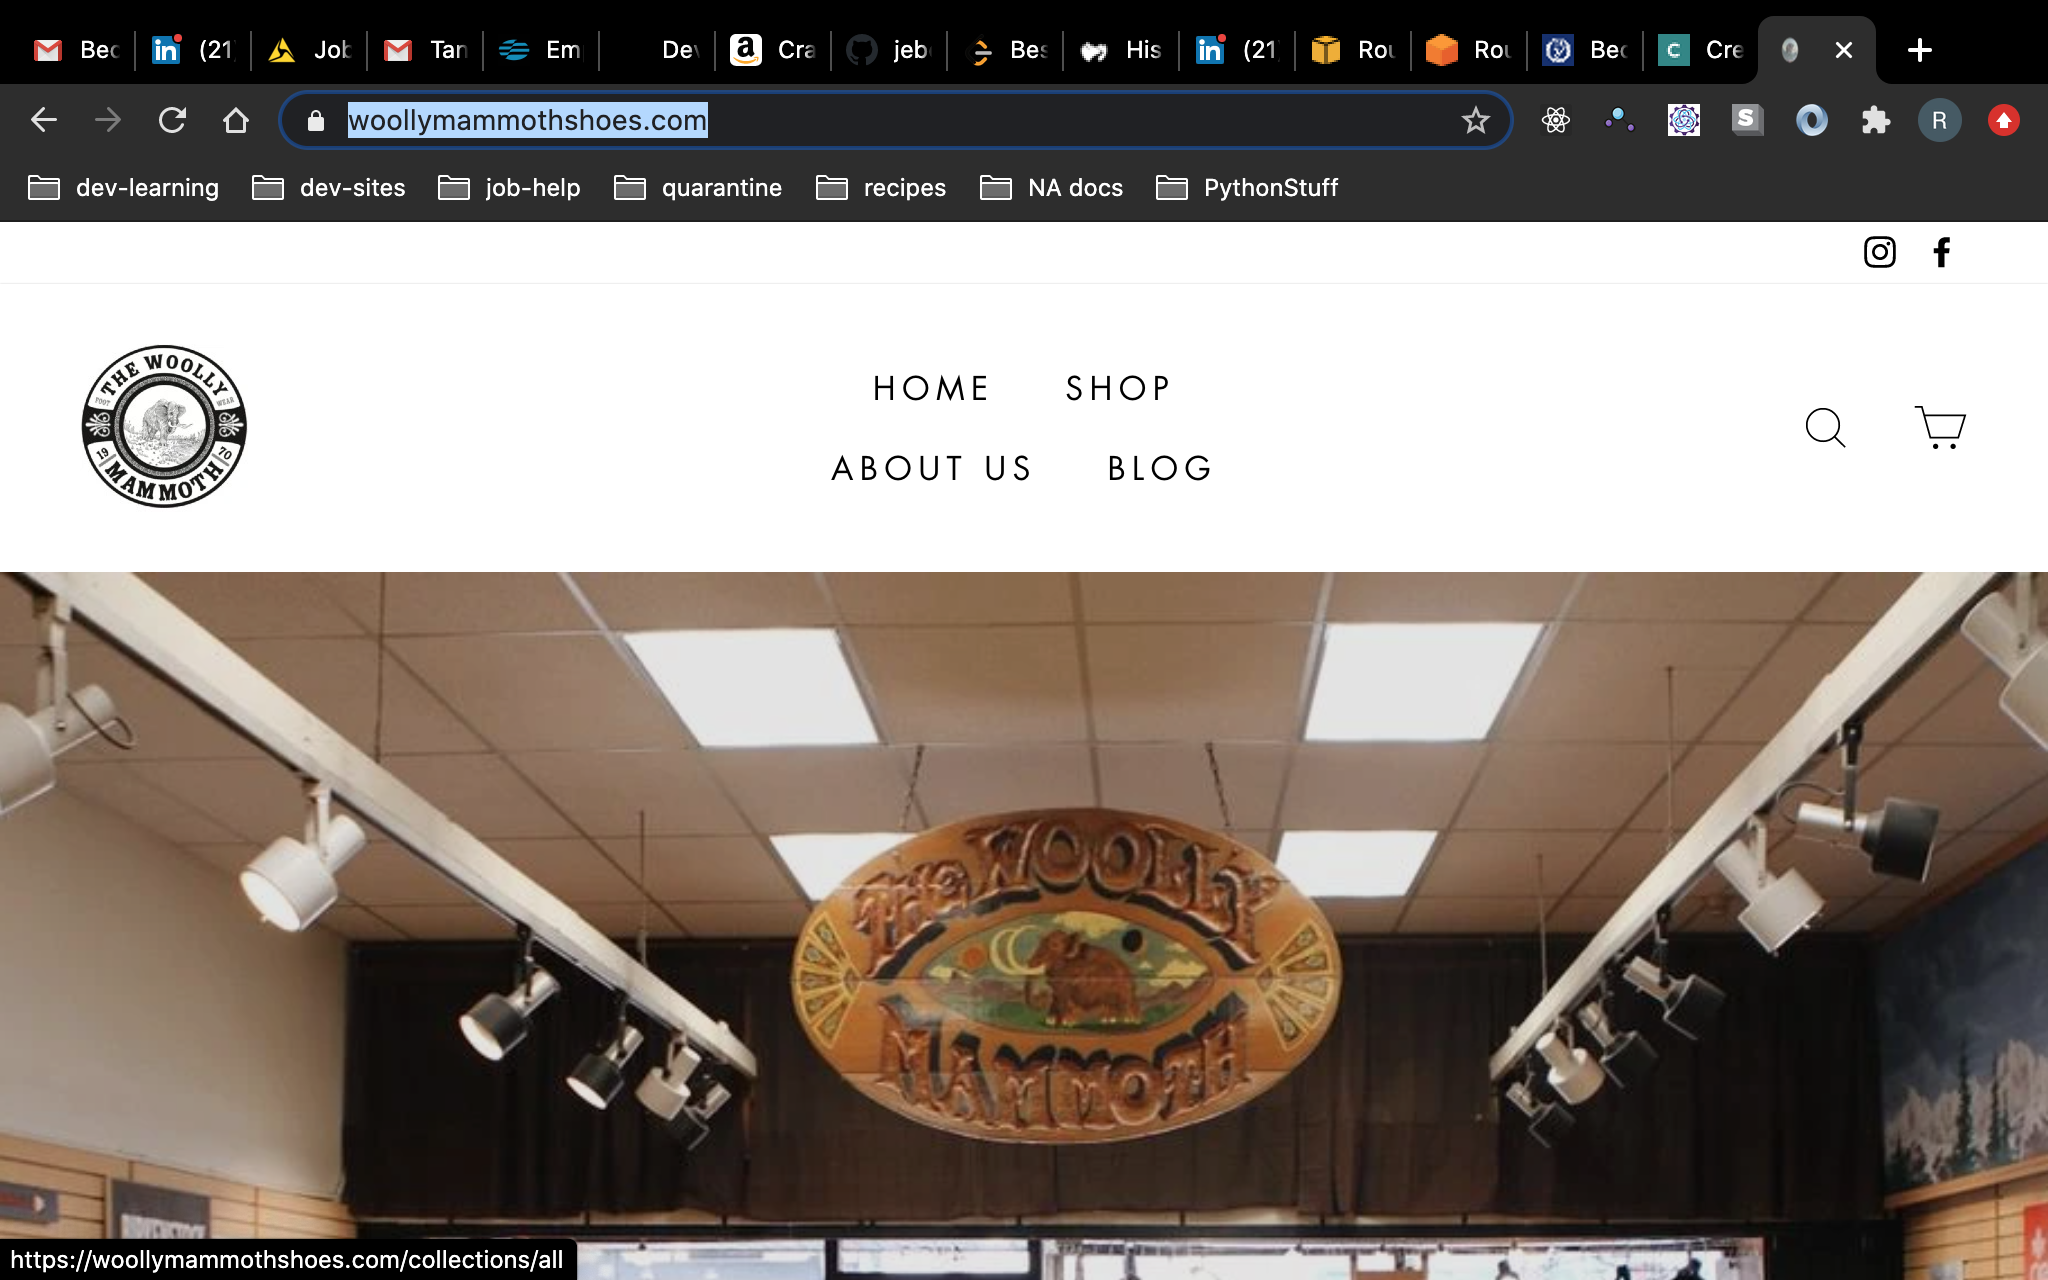 Bec
(21
Job
Tan
Em
Dev
Cra
jeb
Bes
His
(21
Rou
Rou
Bec
Cre
woollymammothshoes.com
R
dev-learning
dev-sites
job-help
quarantine
recipes
NA docs
PythonStuff
THE WOOLLY
FOOT WEAR
19 70
MAMMOTH
HOME SHOP
ABOUT US BLOG
THE WOOLLY
MAMMOTH
BIRKENSTOCK
https://woollymammothshoes.com/collections/all